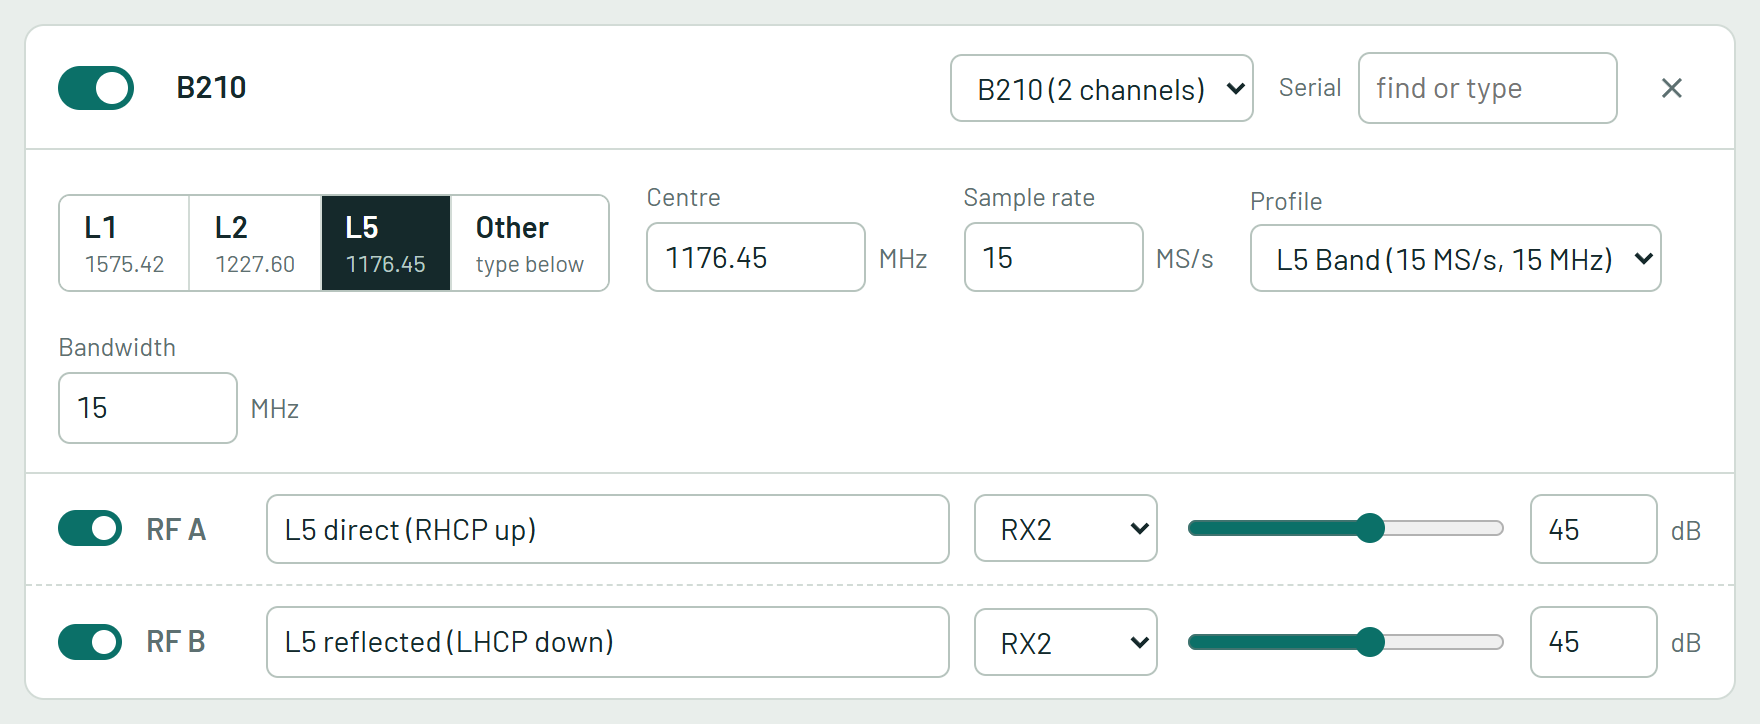 B210
B210 (2 channels)
Serial
find or type
×
L1
1575.42
L2
1227.60
L5
1176.45
Other
type below
Centre
1176.45
MHz
Sample rate
15
MS/s
Profile
L5 Band (15 MS/s, 15 MHz)
Bandwidth
15
MHz
RF A
L5 direct (RHCP up)
RX2
45
dB
RF B
L5 reflected (LHCP down)
RX2
45
dB